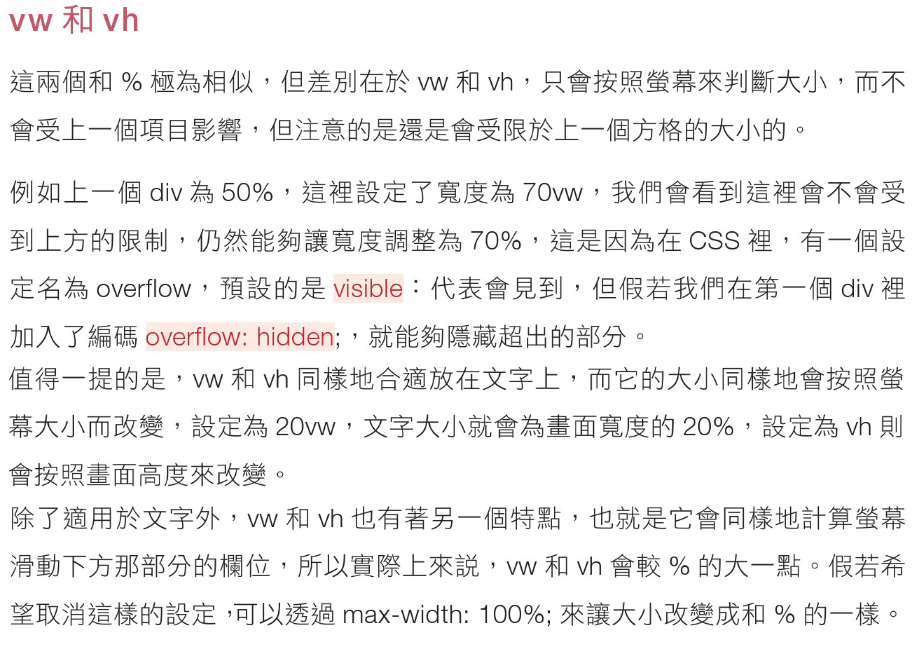 vw 和 vh
這兩個和 % 極為相似，但差別在於 vw 和 vh，只會按照螢幕來判斷大小，而不
會受上一個項目影響，但注意的是還是會受限於上一個方格的大小的。
例如上一個 div 為 50%，這裡設定了寬度為 70vw，我們會看到這裡會不會受
到上方的限制，仍然能夠讓寬度調整為 70%，這是因為在 CSS 裡，有一個設
定名為 overflow，預設的是 visible：代表會見到，但假若我們在第一個 div 裡
加入了編碼 overflow: hidden;，就能夠隱藏超出的部分。
值得一提的是，vw 和 vh 同樣地合適放在文字上，而它的大小同樣地會按照螢
幕大小而改變，設定為 20vw，文字大小就會為畫面寬度的 20%，設定為 vh 則
會按照畫面高度來改變。
除了適用於文字外，vw 和 vh 也有著另一個特點，也就是它會同樣地計算螢幕
滑動下方那部分的欄位，所以實際上來説，vw 和 vh 會較 % 的大一點。假若希
望取消這樣的設定，可以透過 max-width: 100%; 來讓大小改變成和 % 的一樣。